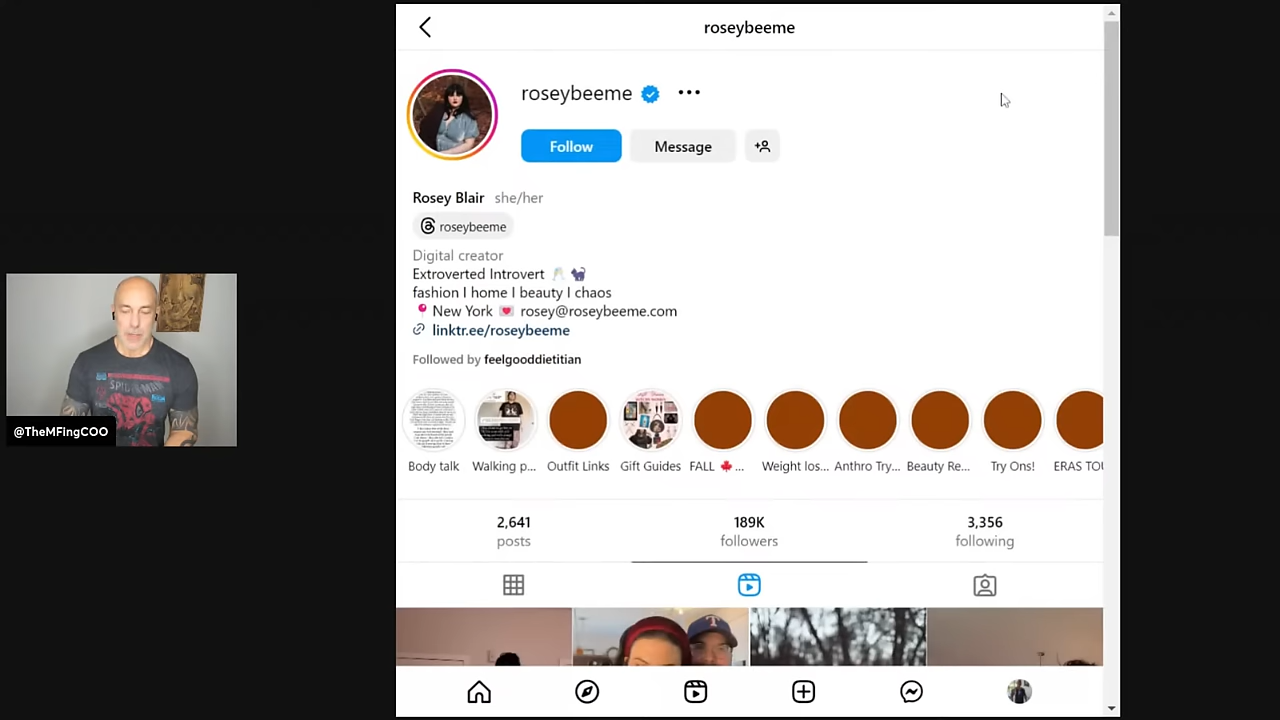 roseybeeme
roseybeeme
Follow
Message
Rosey Blair she/her
roseybeeme
Digital creator
Extroverted Introvert
fashion I home I beauty I chaos
New York rosey@roseybeeme.com
linktr.ee/roseybeeme
Followed by feelgooddietitian
Body talk
Walking p...
Outfit Links
Gift Guides
FALL 🍁 ...
Weight los...
Anthro Try...
Beauty Re...
Try Ons!
ERAS TOU
2,641
posts
189K
followers
3,356
following
SPIDER-MAN
@TheMFingCOO